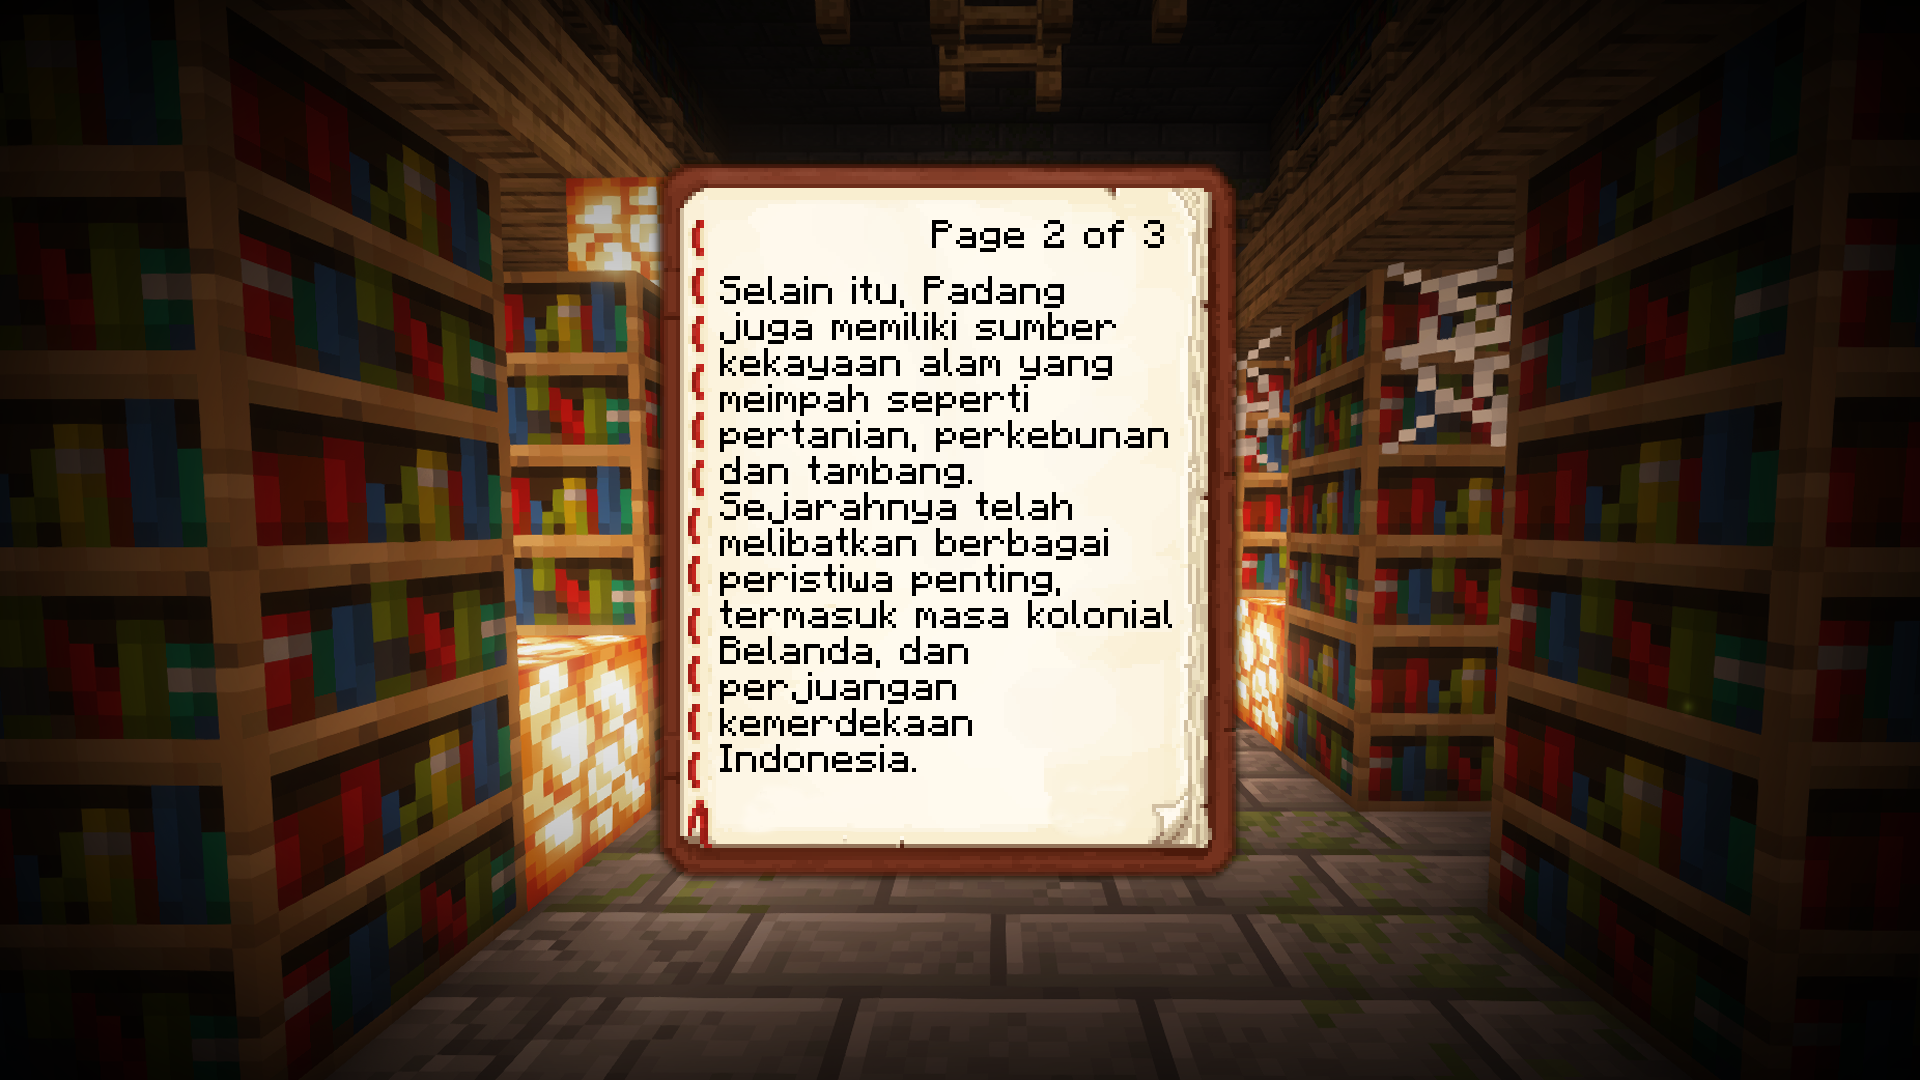 Page 2 of 3
Selain itu, Padang
juga memiliki sumber
kekayaan alam yang
meimpah seperti
pertanian, perkebunan
dan tambang.
Sejarahnya telah
melibatkan berbagai
peristiwa penting,
termasuk masa kolonial
Belanda, dan
perjuangan
kemerdekaan
Indonesia.